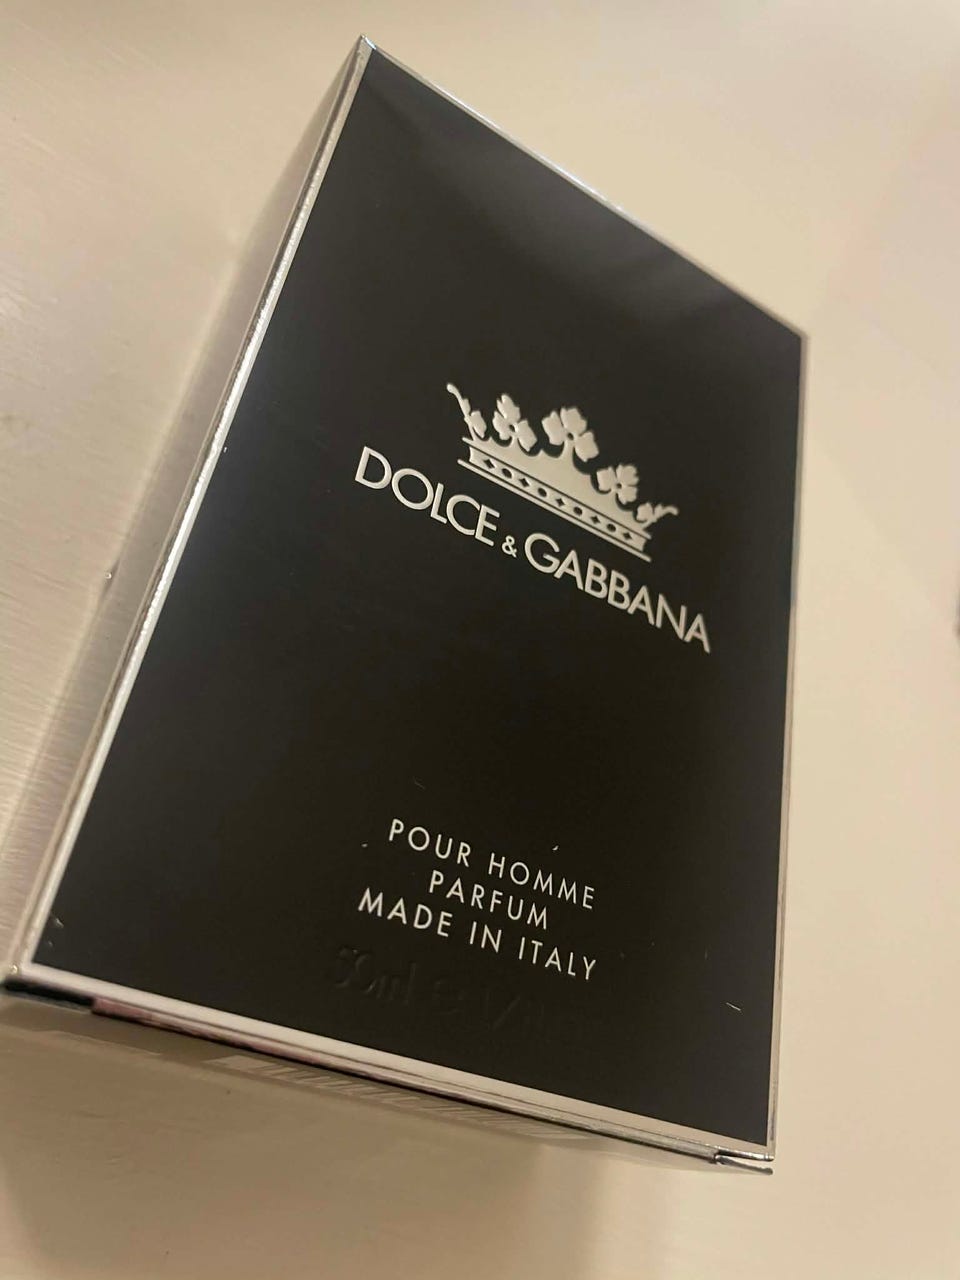 DOLCE & GABBANA
POUR HOMME
PARFUM
MADE IN ITALY